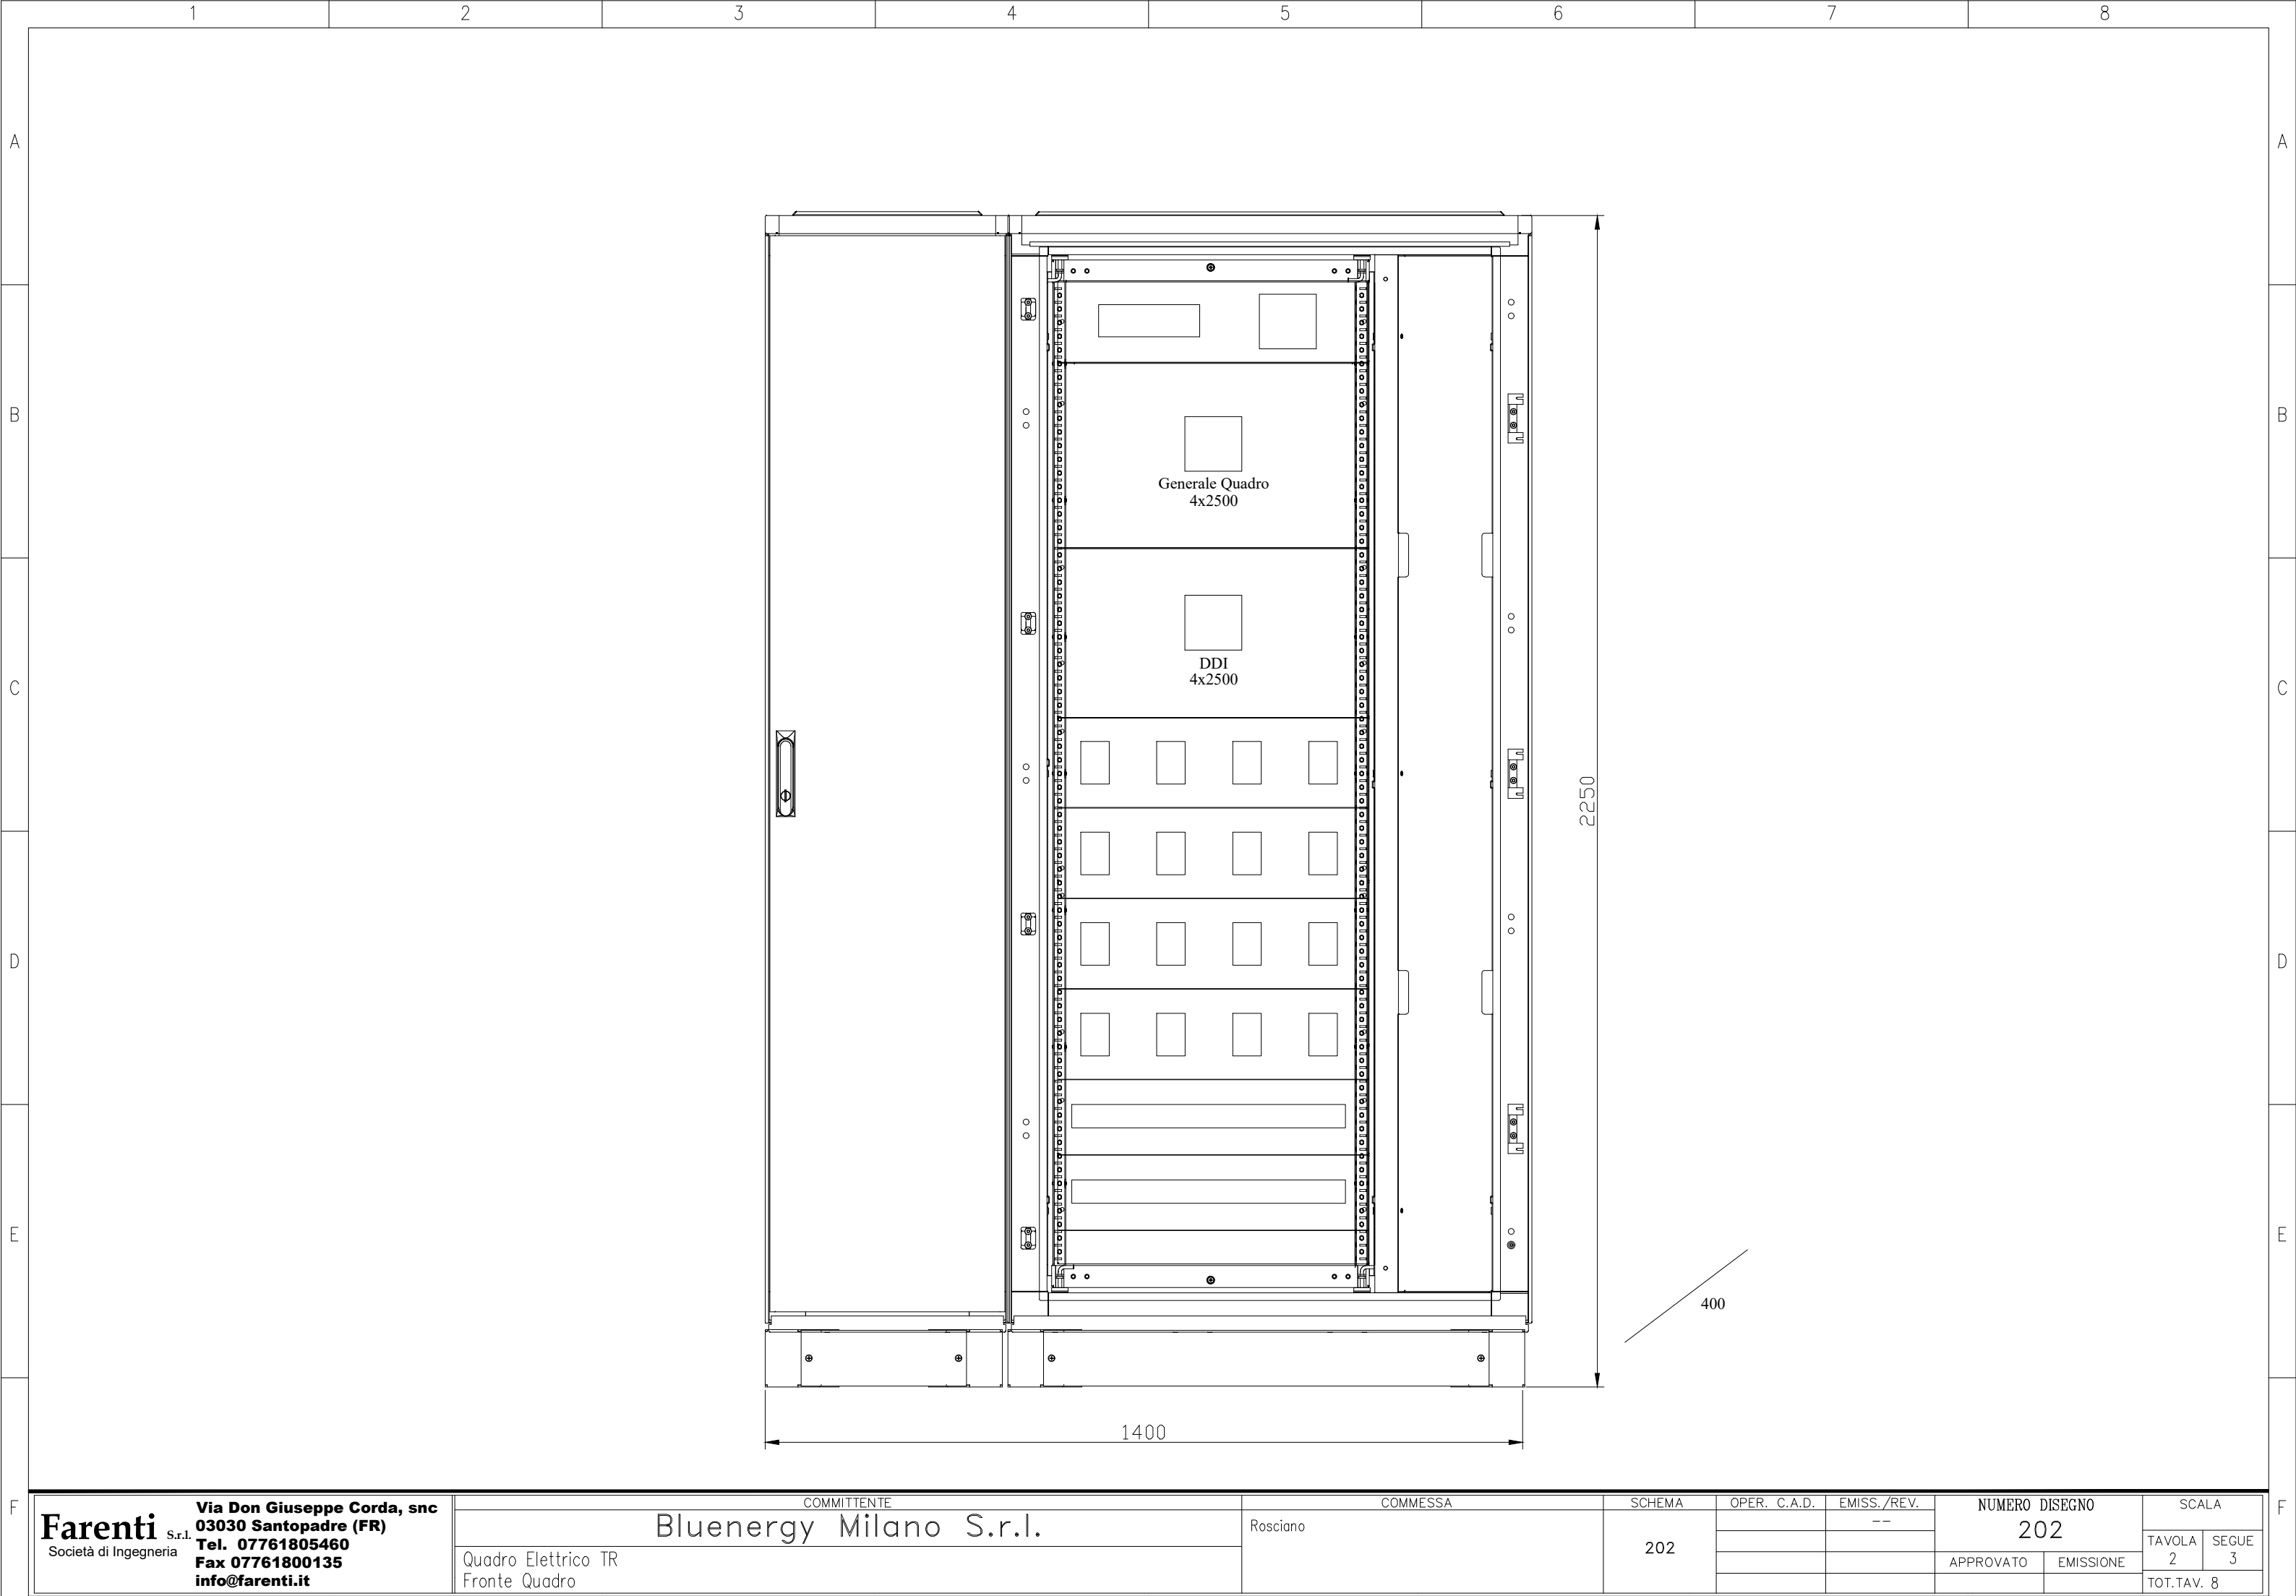 1 2 3 4 5 6 7 8
A A
B B
Generale Quadro
4x2500
DDI
4x2500
C C
2250
D D
E E
400
1400
F F
Farenti S.r.l.
Società di Ingegneria
Via Don Giuseppe Corda, snc
03030 Santopadre (FR)
Tel. 07761805460
Fax 07761800135
info@farenti.it
COMMITTENTE
Bluenergy Milano S.r.l.
Quadro Elettrico TR
Fronte Quadro
COMMESSA
Rosciano
SCHEMA
202
OPER. C.A.D.
EMISS./REV.
--
NUMERO DISEGNO
202
APPROVATO EMISSIONE
SCALA
TAVOLA SEGUE
2 3
TOT.TAV. 8